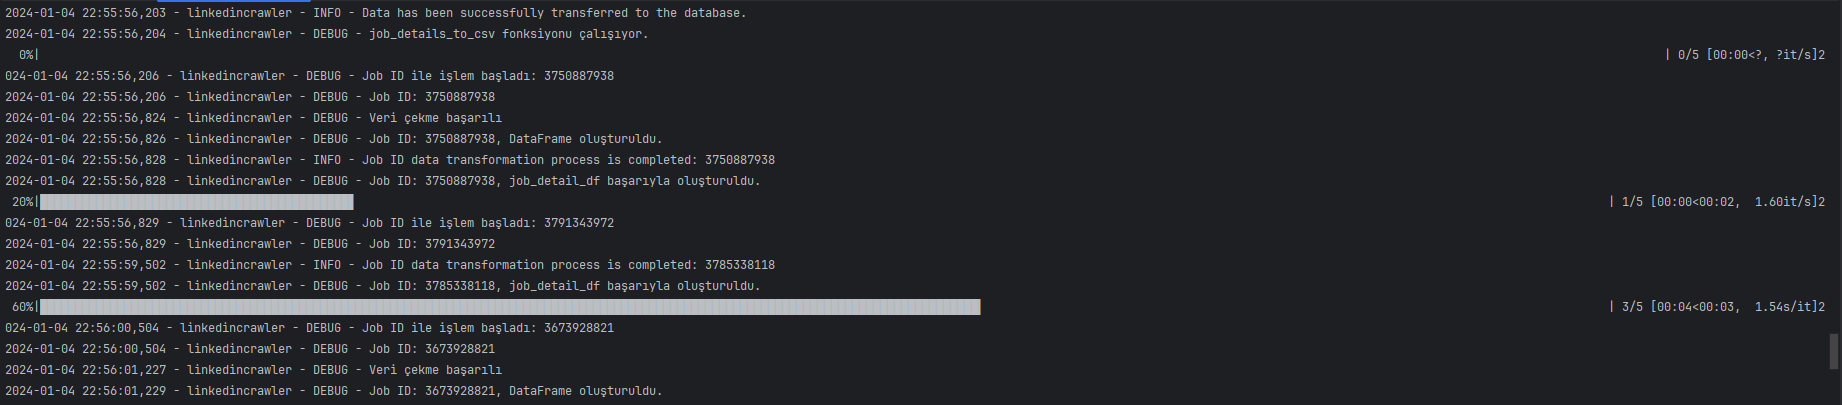 2024-01-04 22:55:56,203 - linkedincrawler - INFO - Data has been successfully transferred to the database.
2024-01-04 22:55:56,204 - linkedincrawler - DEBUG - job_details_to_csv fonksiyonu çalışıyor.
0%| | 0/5 [00:00<?, ?it/s]2
024-01-04 22:55:56,206 - linkedincrawler - DEBUG - Job ID ile işlem başladı: 3750887938
2024-01-04 22:55:56,206 - linkedincrawler - DEBUG - Job ID: 3750887938
2024-01-04 22:55:56,824 - linkedincrawler - DEBUG - Veri çekme başarılı
2024-01-04 22:55:56,826 - linkedincrawler - DEBUG - Job ID: 3750887938, DataFrame oluşturuldu.
2024-01-04 22:55:56,828 - linkedincrawler - INFO - Job ID data transformation process is completed: 3750887938
2024-01-04 22:55:56,828 - linkedincrawler - DEBUG - Job ID: 3750887938, job_detail_df başarıyla oluşturuldu.
20%| | 1/5 [00:00<00:02, 1.60it/s]2
024-01-04 22:55:56,829 - linkedincrawler - DEBUG - Job ID ile işlem başladı: 3791343972
2024-01-04 22:55:56,829 - linkedincrawler - DEBUG - Job ID: 3791343972
2024-01-04 22:55:59,502 - linkedincrawler - INFO - Job ID data transformation process is completed: 3785338118
2024-01-04 22:55:59,502 - linkedincrawler - DEBUG - Job ID: 3785338118, job_detail_df başarıyla oluşturuldu.
60%| | 3/5 [00:04<00:03, 1.54s/it]2
024-01-04 22:56:00,504 - linkedincrawler - DEBUG - Job ID ile işlem başladı: 3673928821
2024-01-04 22:56:00,504 - linkedincrawler - DEBUG - Job ID: 3673928821
2024-01-04 22:56:01,227 - linkedincrawler - DEBUG - Veri çekme başarılı
2024-01-04 22:56:01,229 - linkedincrawler - DEBUG - Job ID: 3673928821, DataFrame oluşturuldu.